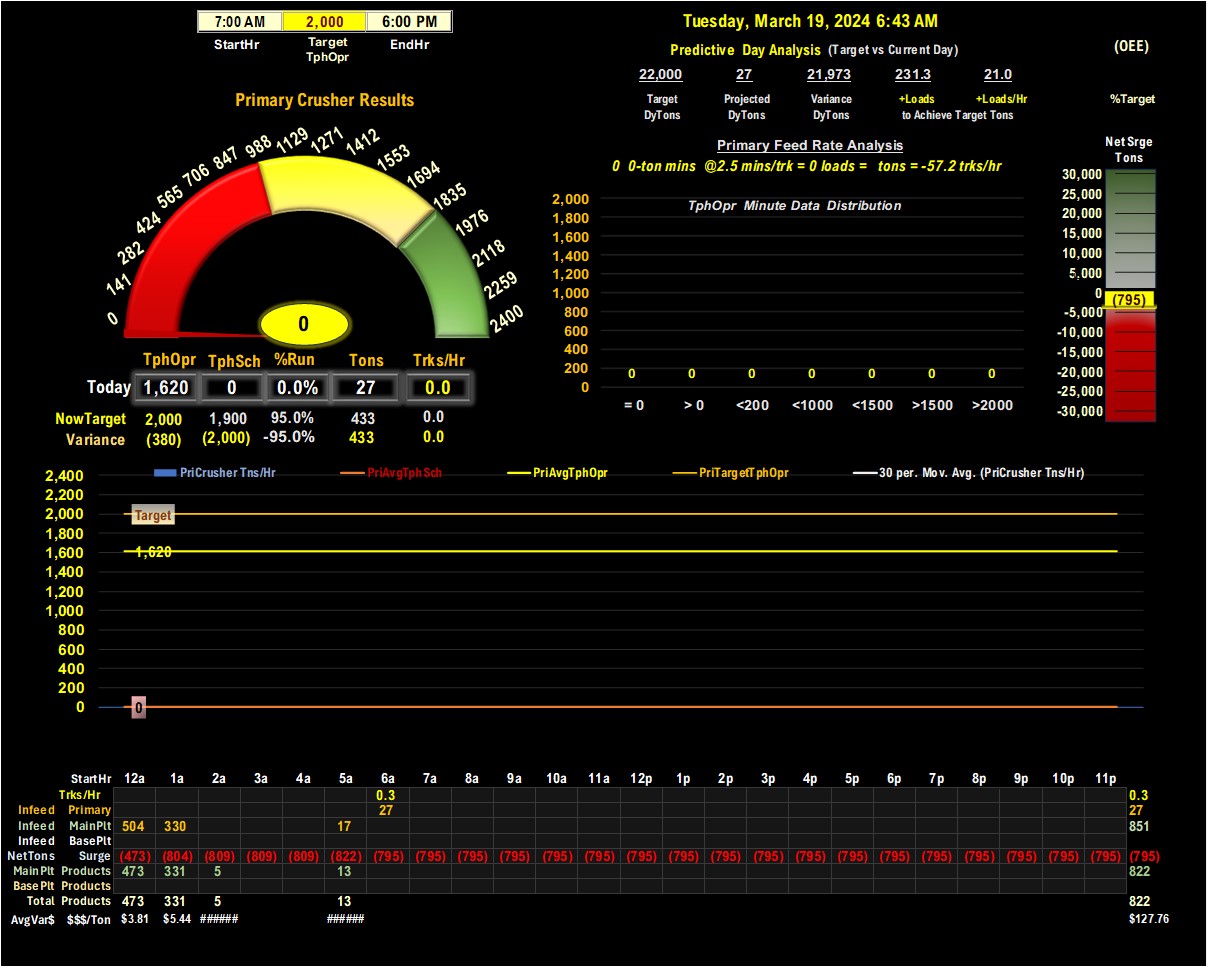 7:00 AM 2,000 6:00 PM
StartHr Target TphOpr EndHr
Tuesday, March 19, 2024 6:43 AM
Predictive Day Analysis (Target vs Current Day)
22,000 27 21,973 231.3 21.0
Target Projected Variance +Loads +Loads/Hr
DyTons DyTons DyTons to Achieve Target Tons
(OEE)
%Target
Primary Crusher Results
0 141 282 424 565 706 847 988 1129 1271 1412 1553 1694 1835 1976 2118 2259 2400
0
TphOpr TphSch %Run Tons Trks/Hr
Today 1,620 0 0.0% 27 0.0
NowTarget 2,000 1,900 95.0% 433 0.0
Variance (380) (2,000) -95.0% 433 0.0
Primary Feed Rate Analysis
0 0-ton mins @2.5 mins/trk = 0 loads = tons = -57.2 trks/hr
TphOpr Minute Data Distribution
2,000
1,800
1,600
1,400
1,200
1,000
800
600
400
200
0
0 0 0 0 0 0 0
= 0 > 0 <200 <1000 <1500 >1500 >2000
Net Srge
Tons
30,000
25,000
20,000
15,000
10,000
5,000
0
(795)
-5,000
-10,000
-15,000
-20,000
-25,000
-30,000
PriCrusher Tns/Hr PriAvgTphSch PriAvgTphOpr PriTargetTphOpr 30 per. Mov. Avg. (PriCrusher Tns/Hr)
2,400
2,200
2,000 Target
1,800
1,600 1,620
1,400
1,200
1,000
800
600
400
200
0 0
StartHr 12a 1a 2a 3a 4a 5a 6a 7a 8a 9a 10a 11a 12p 1p 2p 3p 4p 5p 6p 7p 8p 9p 10p 11p
Trks/Hr 0.3 0.3
Infeed Primary 27 27
Infeed MainPlt 504 330 17 851
Infeed BasePlt
NetTons Surge (473) (804) (809) (809) (809) (822) (795) (795) (795) (795) (795) (795) (795) (795) (795) (795) (795) (795) (795) (795) (795) (795) (795) (795) (795)
MainPlt Products 473 331 5 13 822
BasePlt Products
Total Products 473 331 5 13 822
AvgVar$ $$$/Ton $3.81 $5.44 ###### ###### $127.76